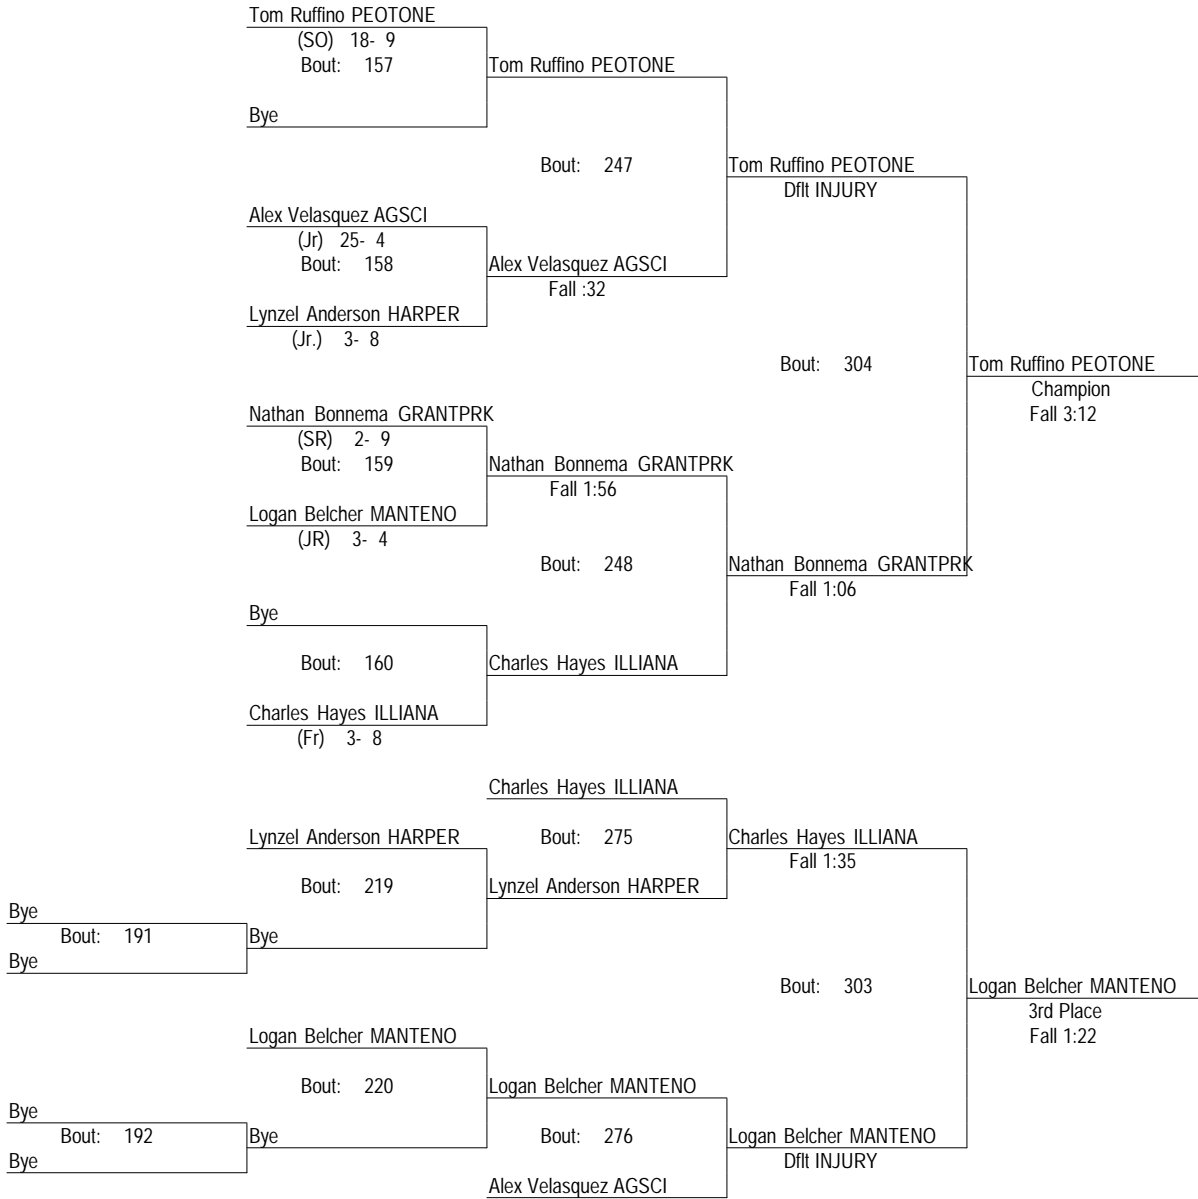 Tom Ruffino PEOTONE
(SO) 18- 9
Bout: 157
Tom Ruffino PEOTONE
Bye
Bout: 247
Tom Ruffino PEOTONE
Dflt INJURY
Alex Velasquez AGSCI
(Jr) 25- 4
Bout: 158
Alex Velasquez AGSCI
Fall :32
Lynzel Anderson HARPER
(Jr.) 3- 8
Bout: 304
Tom Ruffino PEOTONE
Champion
Fall 3:12
Nathan Bonnema GRANTPRK
(SR) 2- 9
Bout: 159
Nathan Bonnema GRANTPRK
Fall 1:56
Logan Belcher MANTENO
(JR) 3- 4
Bout: 248
Nathan Bonnema GRANTPRK
Fall 1:06
Bye
Bout: 160
Charles Hayes ILLIANA
Charles Hayes ILLIANA
(Fr) 3- 8
Charles Hayes ILLIANA
Lynzel Anderson HARPER
Bout: 275
Charles Hayes ILLIANA
Fall 1:35
Bout: 219
Lynzel Anderson HARPER
Bye
Bout: 191
Bye
Bye
Bout: 303
Logan Belcher MANTENO
3rd Place
Fall 1:22
Logan Belcher MANTENO
Bout: 220
Logan Belcher MANTENO
Bye
Bout: 192
Bye
Bout: 276
Logan Belcher MANTENO
Dflt INJURY
Bye
Alex Velasquez AGSCI